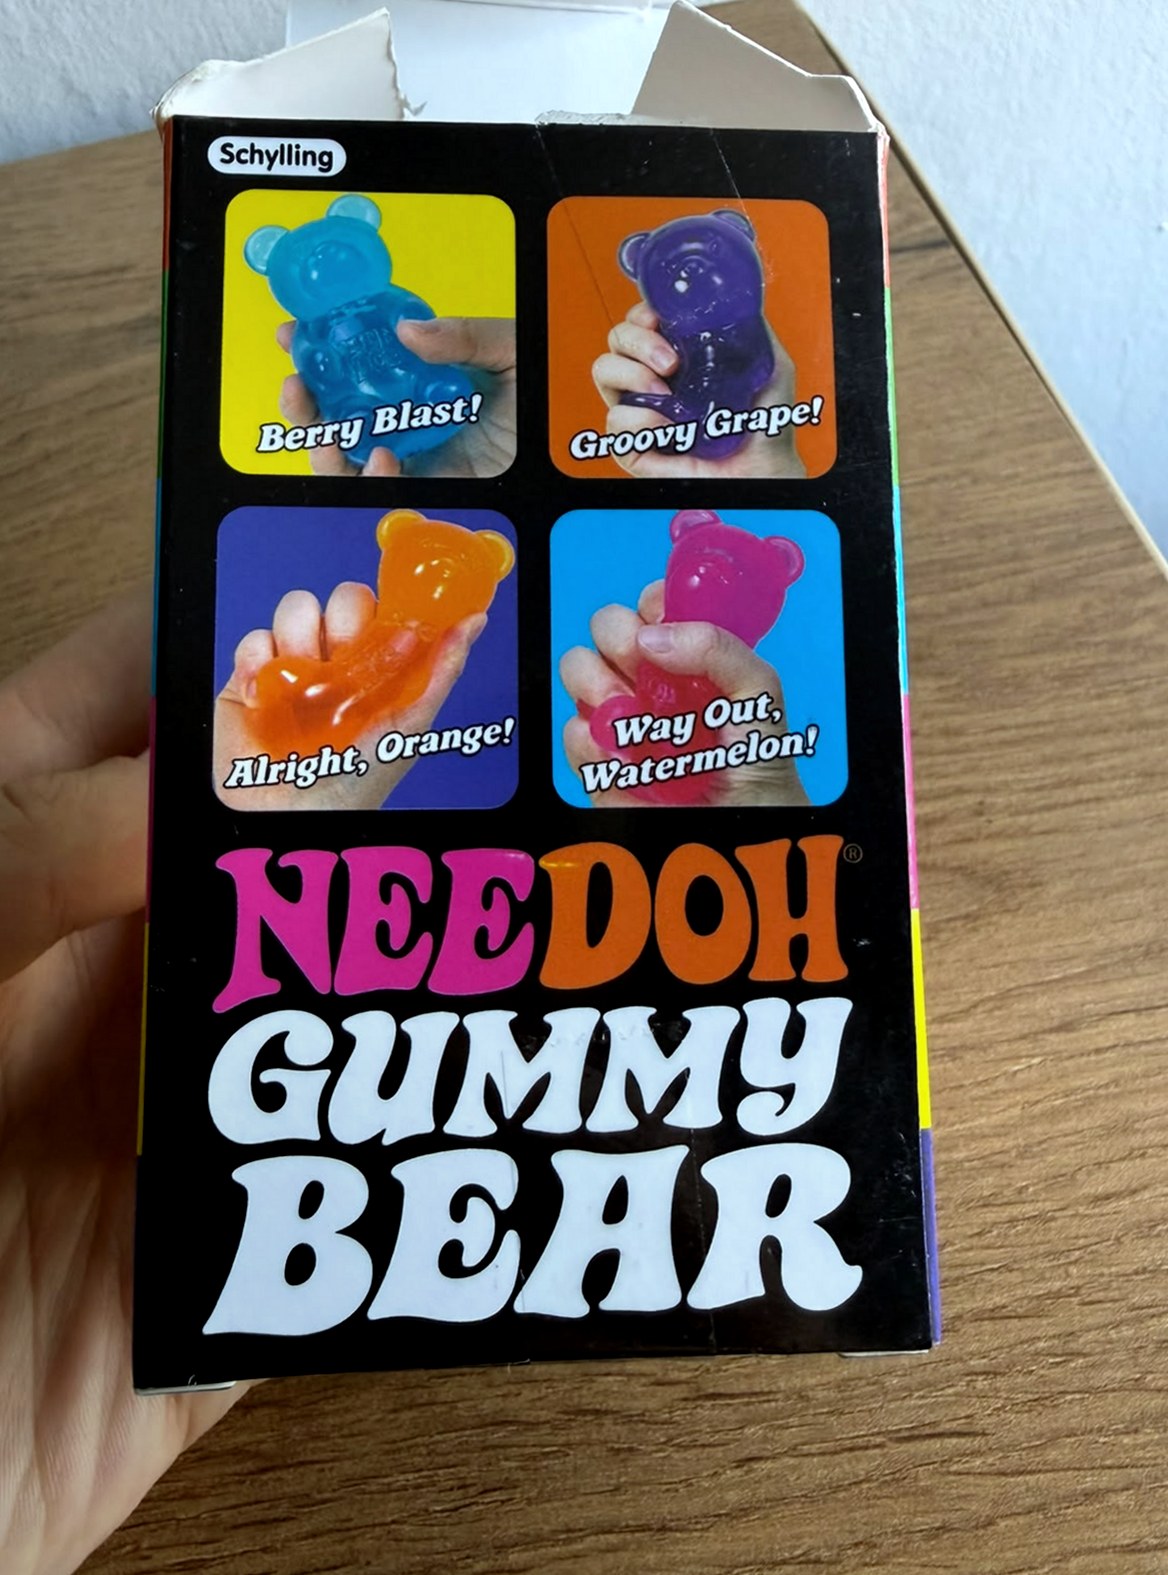 Schylling
Berry Blast!
Groovy Grape!
Alright, Orange!
Way Out,
Watermelon!
NEEDOH®
GUMMY
BEAR